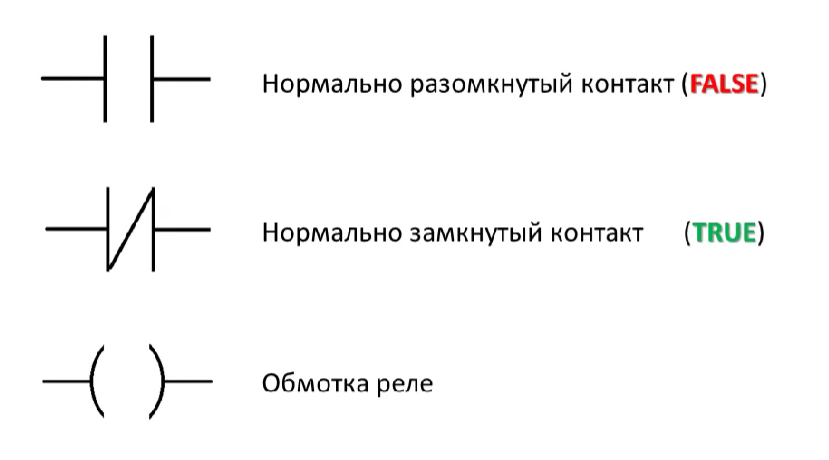 Нормально разомкнутый контакт (FALSE)
Нормально замкнутый контакт (TRUE)
Обмотка реле